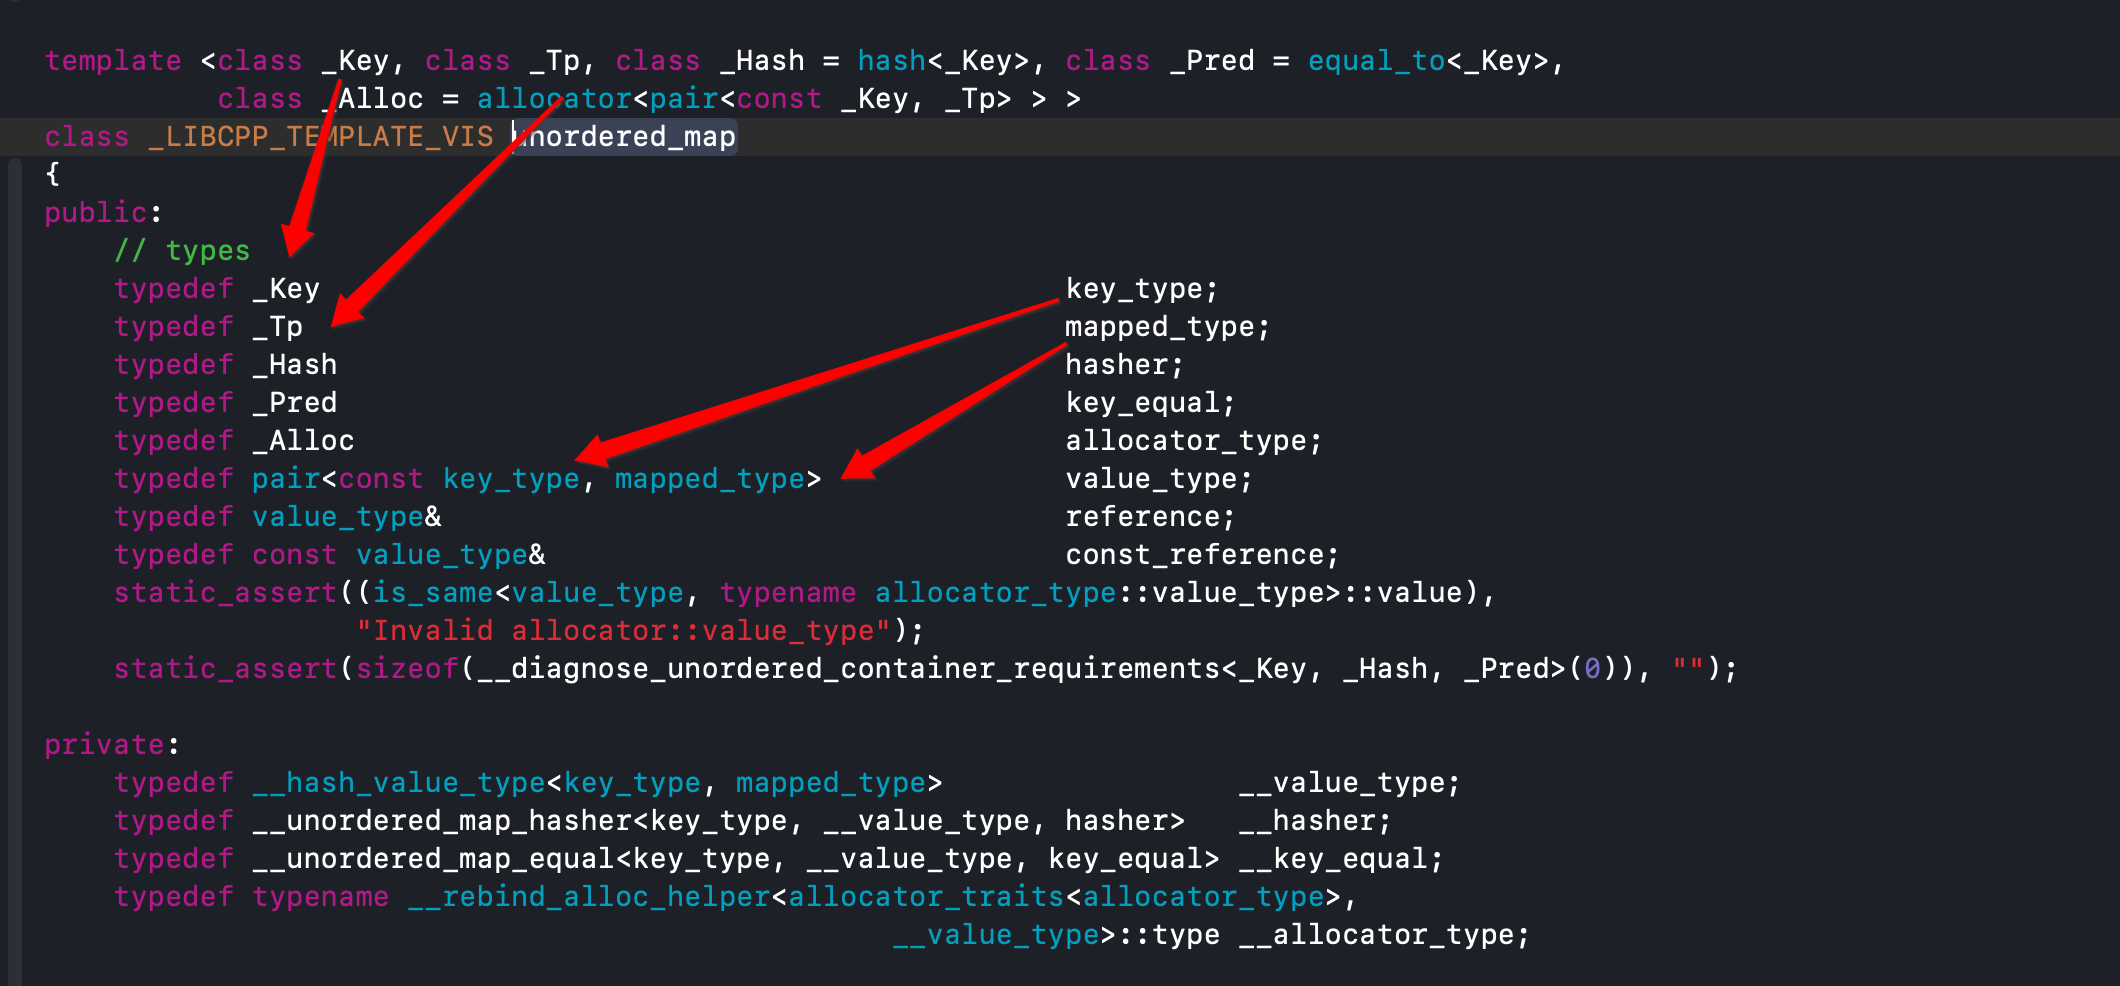 template <class _Key, class _Tp, class _Hash = hash<_Key>, class _Pred = equal_to<_Key>,
          class _Alloc = allocator<pair<const _Key, _Tp> > >
class _LIBCPP_TEMPLATE_VIS unordered_map
{
public:
    // types
    typedef _Key                                           key_type;
    typedef _Tp                                            mapped_type;
    typedef _Hash                                          hasher;
    typedef _Pred                                          key_equal;
    typedef _Alloc                                         allocator_type;
    typedef pair<const key_type, mapped_type>              value_type;
    typedef value_type&                                    reference;
    typedef const value_type&                              const_reference;
    static_assert((is_same<value_type, typename allocator_type::value_type>::value),
                  "Invalid allocator::value_type");
    static_assert(sizeof(__diagnose_unordered_container_requirements<_Key, _Hash, _Pred>(0)), "");
private:
    typedef __hash_value_type<key_type, mapped_type>                 __value_type;
    typedef __unordered_map_hasher<key_type, __value_type, hasher>   __hasher;
    typedef __unordered_map_equal<key_type, __value_type, key_equal> __key_equal;
    typedef typename __rebind_alloc_helper<allocator_traits<allocator_type>,
                                                 __value_type>::type __allocator_type;